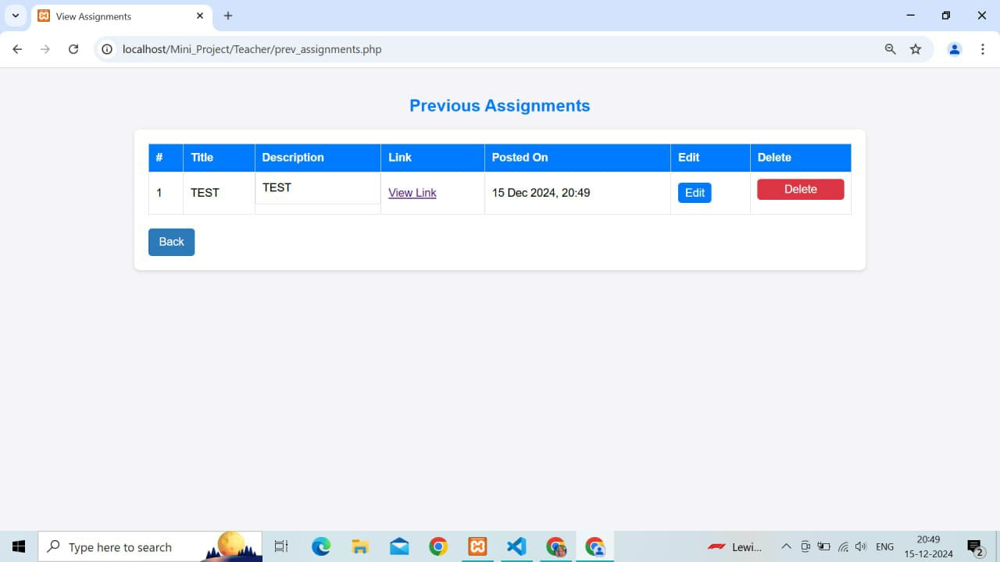 View Assignments
localhost/Mini_Project/Teacher/prev_assignments.php
Previous Assignments
# Title Description Link Posted On Edit Delete
1 TEST TEST View Link 15 Dec 2024, 20:49 Edit Delete
Back
Type here to search
Lewi...
ENG
20:49
15-12-2024
2